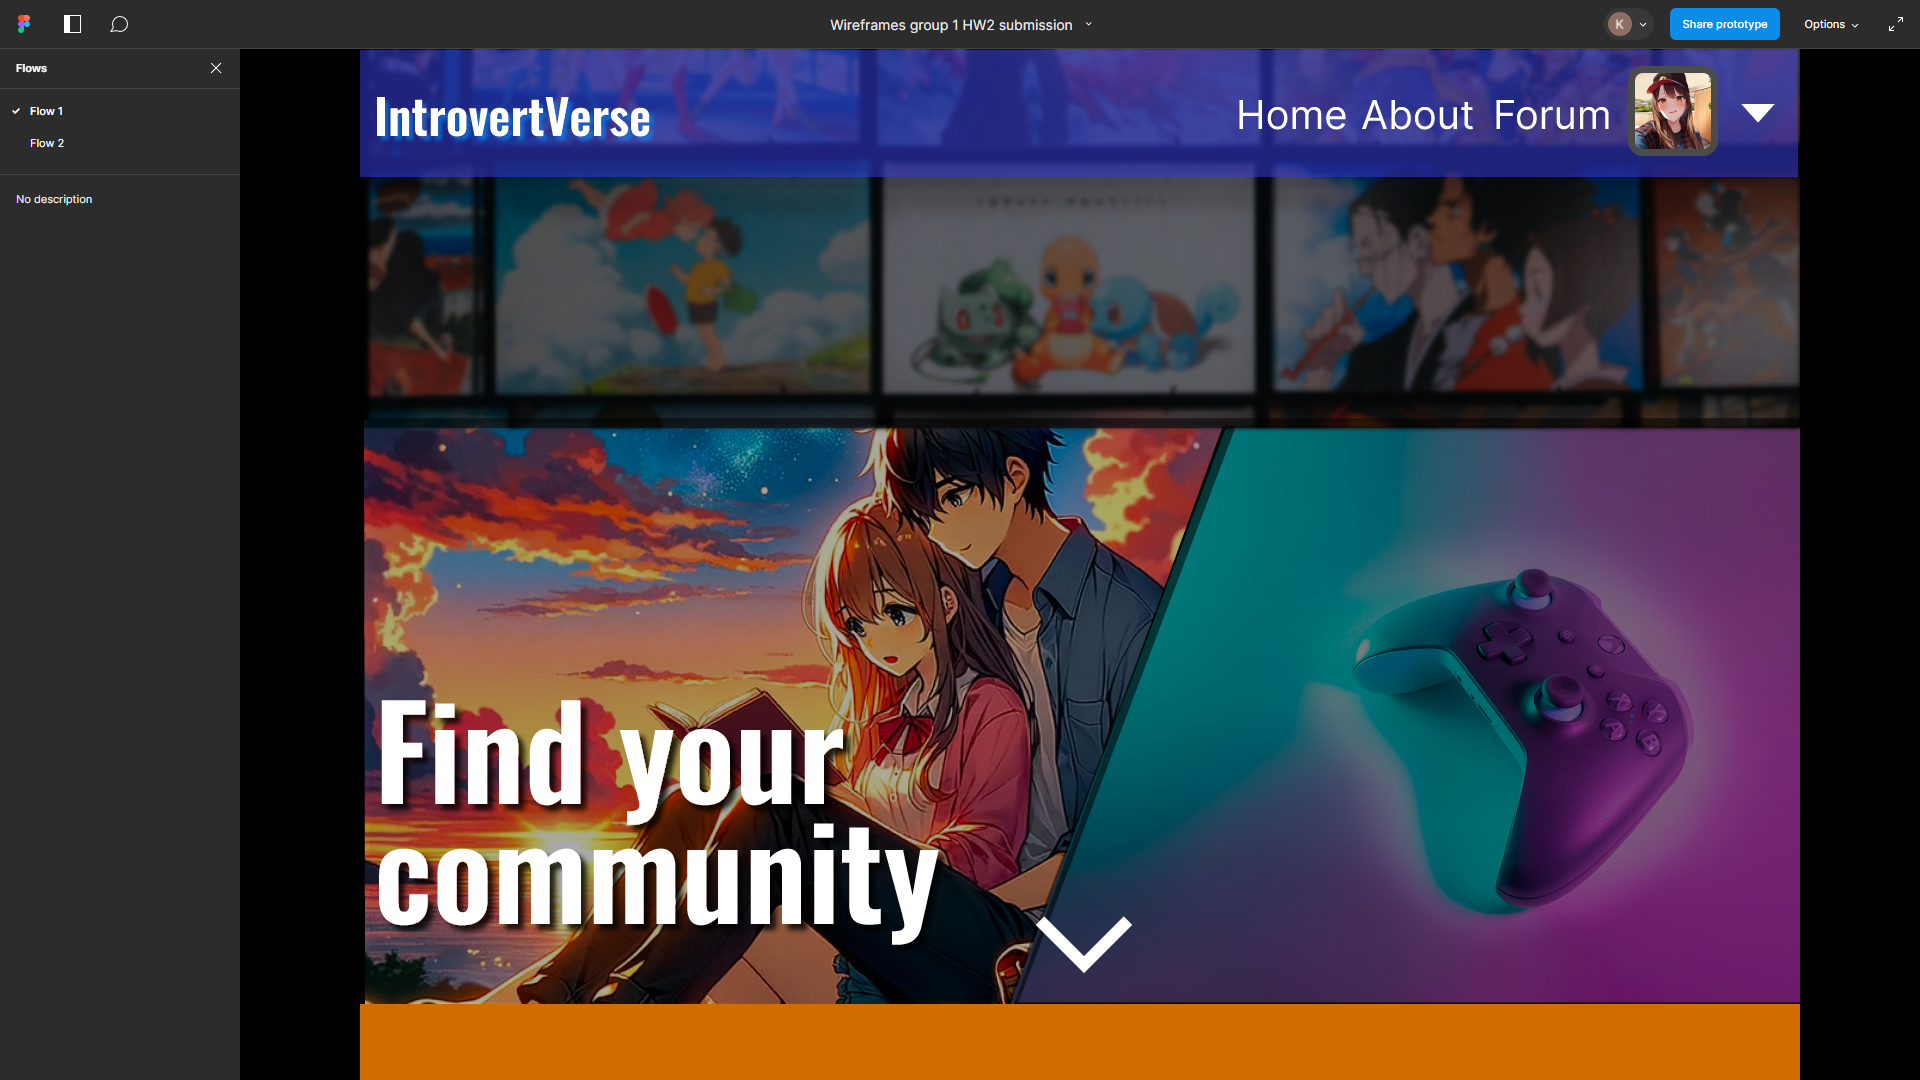 Wireframes group 1 HW2 submission
K
Share prototype
Options
Flows
Flow 1
Flow 2
No description
IntrovertVerse
Home About Forum
Find your
community